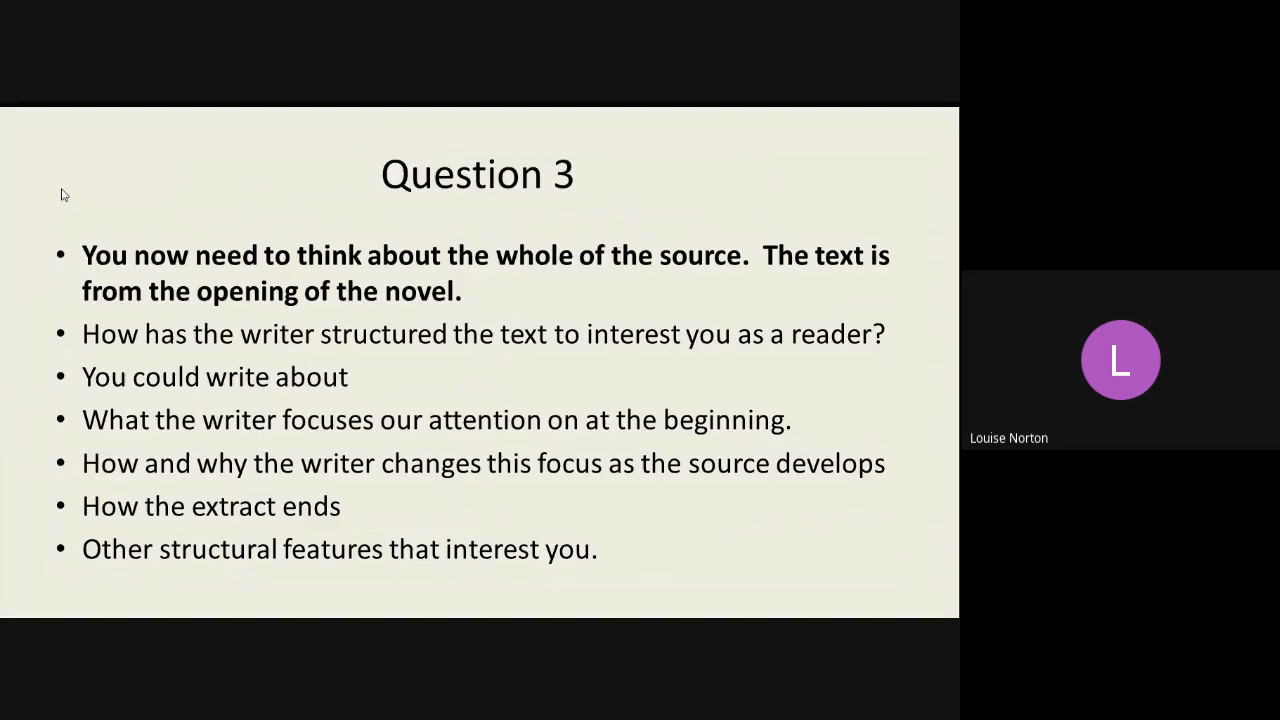 Question 3
• You now need to think about the whole of the source. The text is
from the opening of the novel.
• How has the writer structured the text to interest you as a reader?
• You could write about
• What the writer focuses our attention on at the beginning.
• How and why the writer changes this focus as the source develops
• How the extract ends
• Other structural features that interest you.
L
Louise Norton